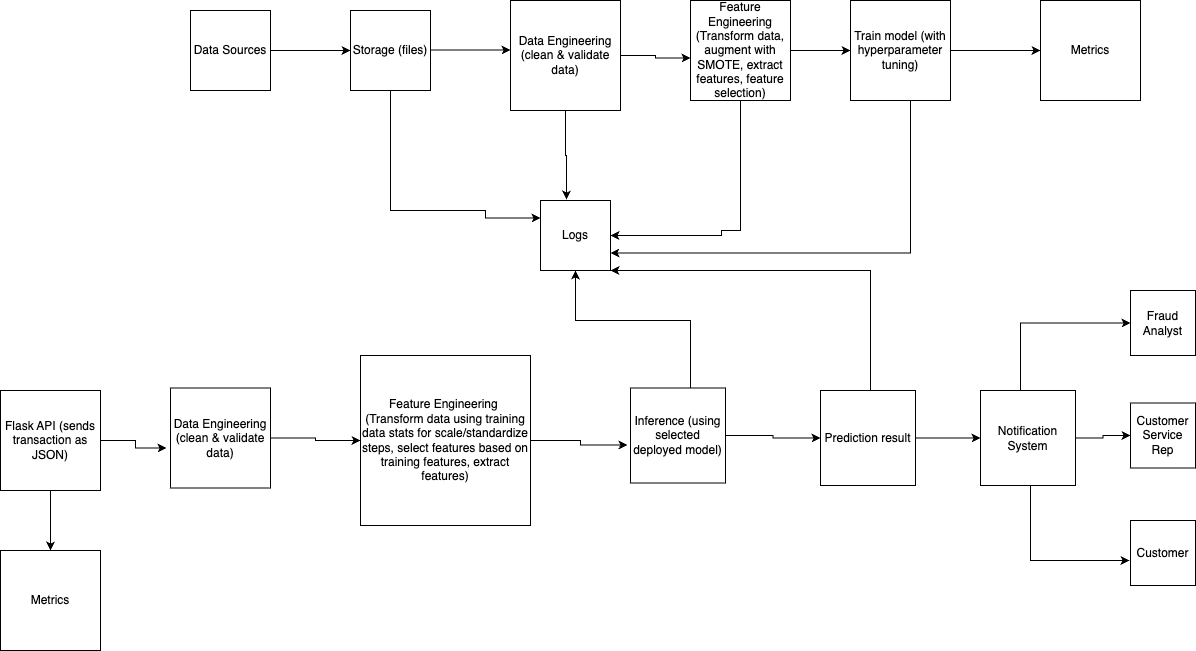 Data Sources
Storage (files)
Data Engineering
(clean & validate
data)
Feature
Engineering
(Transform data,
augment with
SMOTE, extract
features, feature
selection)
Train model (with
hyperparameter
tuning)
Metrics
Logs
Fraud
Analyst
Flask API (sends
transaction as
JSON)
Data Engineering
(clean & validate
data)
Feature Engineering
(Transform data using training
data stats for scale/standardize
steps, select features based on
training features, extract
features)
Inference (using
selected
deployed model)
Prediction result
Notification
System
Customer
Service
Rep
Customer
Metrics